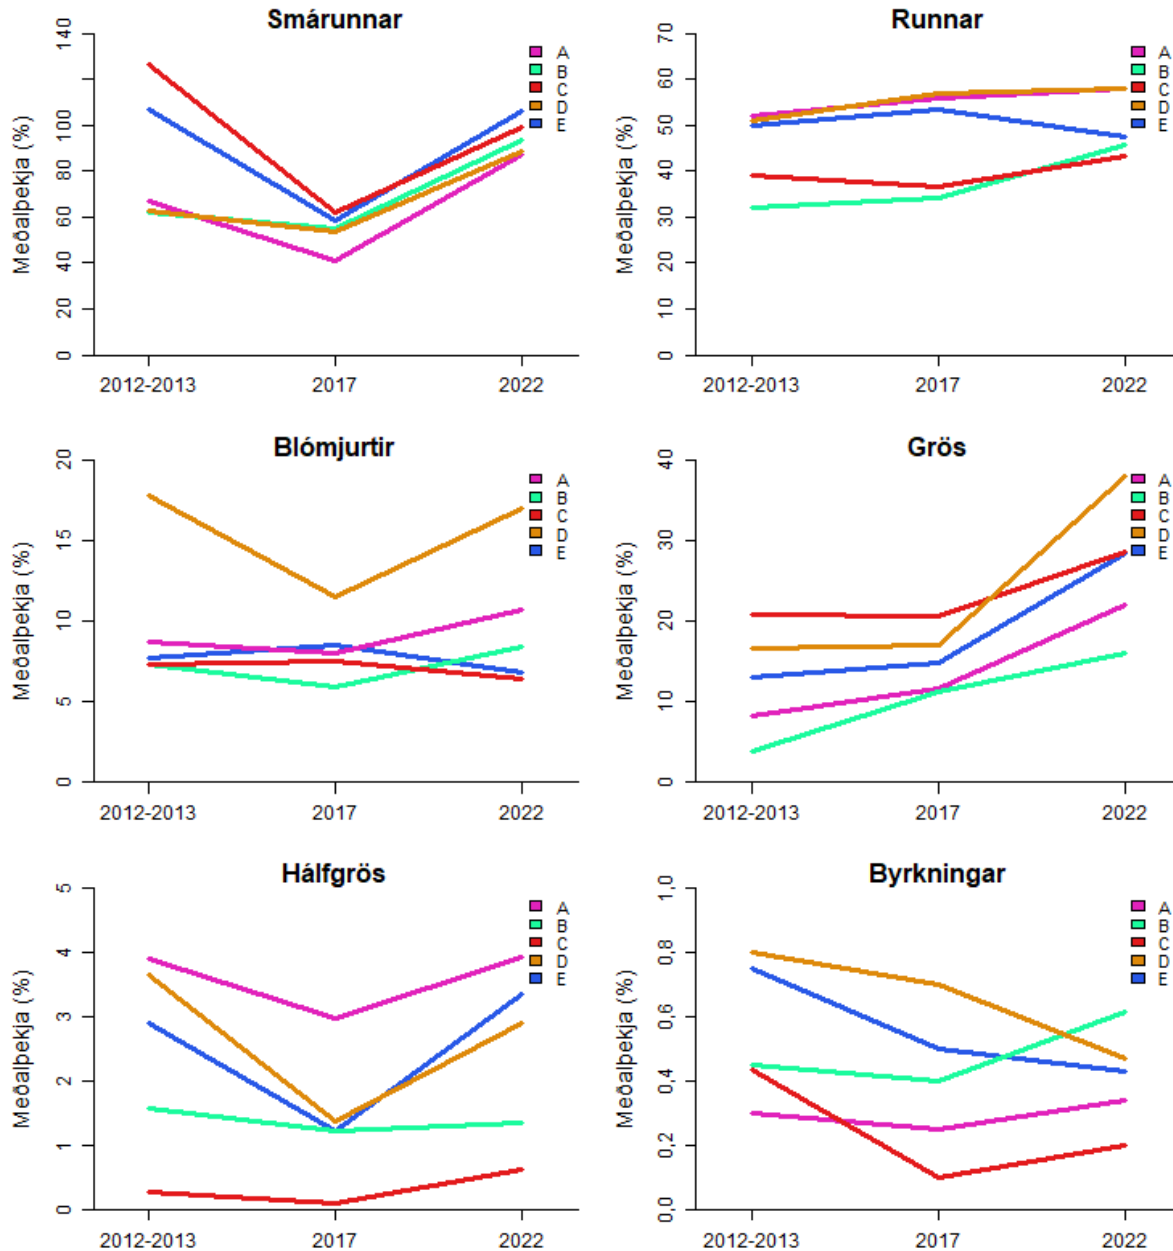 Smárunnar
Meðalþekja (%)
140
100
80
60
40
20
0
2012-2013
2017
2022
A
B
C
D
E
Runnar
Meðalþekja (%)
70
60
50
40
30
20
10
0
2012-2013
2017
2022
A
B
C
D
E
Blómjurtir
Meðalþekja (%)
20
15
10
5
0
2012-2013
2017
2022
A
B
C
D
E
Grös
Meðalþekja (%)
40
30
20
10
0
2012-2013
2017
2022
A
B
C
D
E
Hálfgrös
Meðalþekja (%)
5
4
3
2
1
0
2012-2013
2017
2022
A
B
C
D
E
Byrkningar
Meðalþekja (%)
1,0
0,8
0,6
0,4
0,2
0,0
2012-2013
2017
2022
A
B
C
D
E